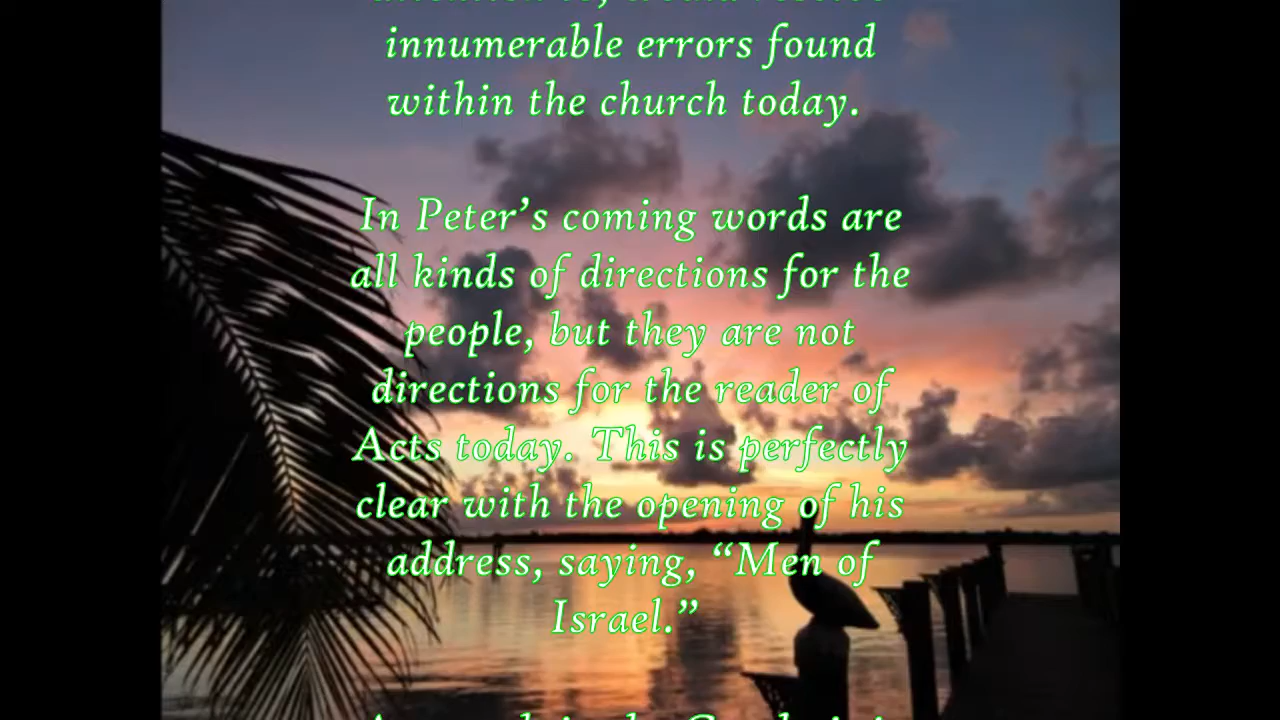 innumerable errors found
within the church today.
In Peter’s coming words are
all kinds of directions for the
people, but they are not
directions for the reader of
Acts today. This is perfectly
clear with the opening of his
address, saying, “Men of
Israel.”